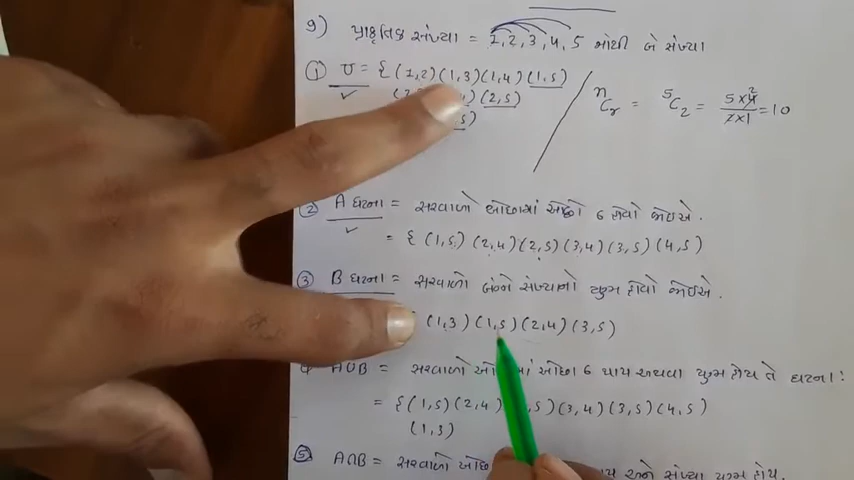 9) પ્રાકૃતિક સંખ્યા = 1,2,3,4,5 માંથી બે સંખ્યા
① U = { (1,2)(1,3)(1,4)(1,5)
(2,5)
ⁿCᵣ = ⁵C₂ = 5×4/2×1 = 10
② A ઘટના = સરવાળો ઓછામાં ઓછો 6 હોવો જોઈએ.
= { (1,5)(2,4)(2,5)(3,4)(3,5)(4,5)
③ B ઘટના = સરવાળો બંને સંખ્યાનો યુગ્મ હોવો જોઈએ.
(1,3)(1,5)(2,4)(3,5)
A∪B = સરવાળો ઓછા 6 થાય અથવા યુગ્મ હોય તે ઘટના:
= {(1,5)(2,4) (3,4)(3,5)(4,5)
(1,3)
⑤ A∩B = સરવાળો અને સંખ્યા યુગ્મ હોય.